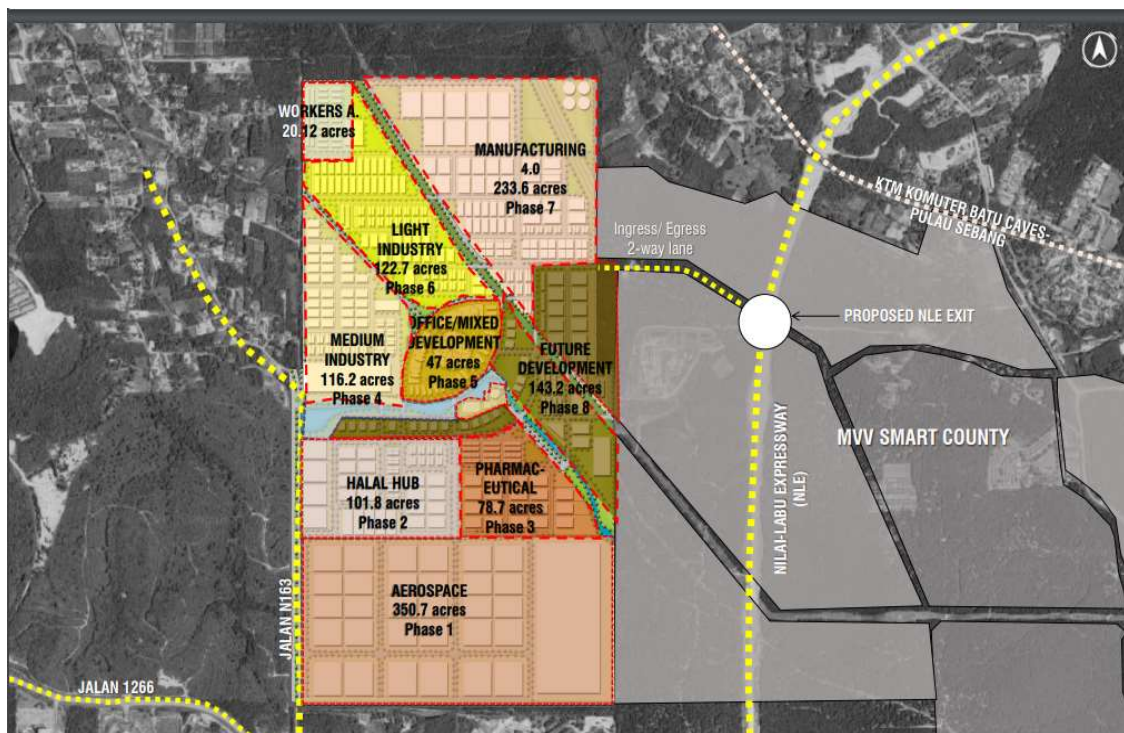 WORKERS A.
20.12 acres
MANUFACTURING
4.0
233.6 acres
Phase 7
KTM KOMUTER BATU CAVES-
PULAU SEBANG
Ingress/ Egress
2-way lane
LIGHT
INDUSTRY
122.7 acres
Phase 6
PROPOSED NLE EXIT
OFFICE/MIXED
DEVELOPMENT
47 acres
Phase 5
MEDIUM
INDUSTRY
116.2 acres
Phase 4
FUTURE
DEVELOPMENT
143.2 acres
Phase 8
MVV SMART COUNTY
HALAL HUB
101.8 acres
Phase 2
PHARMAC-
EUTICAL
78.7 acres
Phase 3
NILAI-LABU EXPRESSWAY
(NLE)
AEROSPACE
350.7 acres
Phase 1
JALAN N163
JALAN 1266